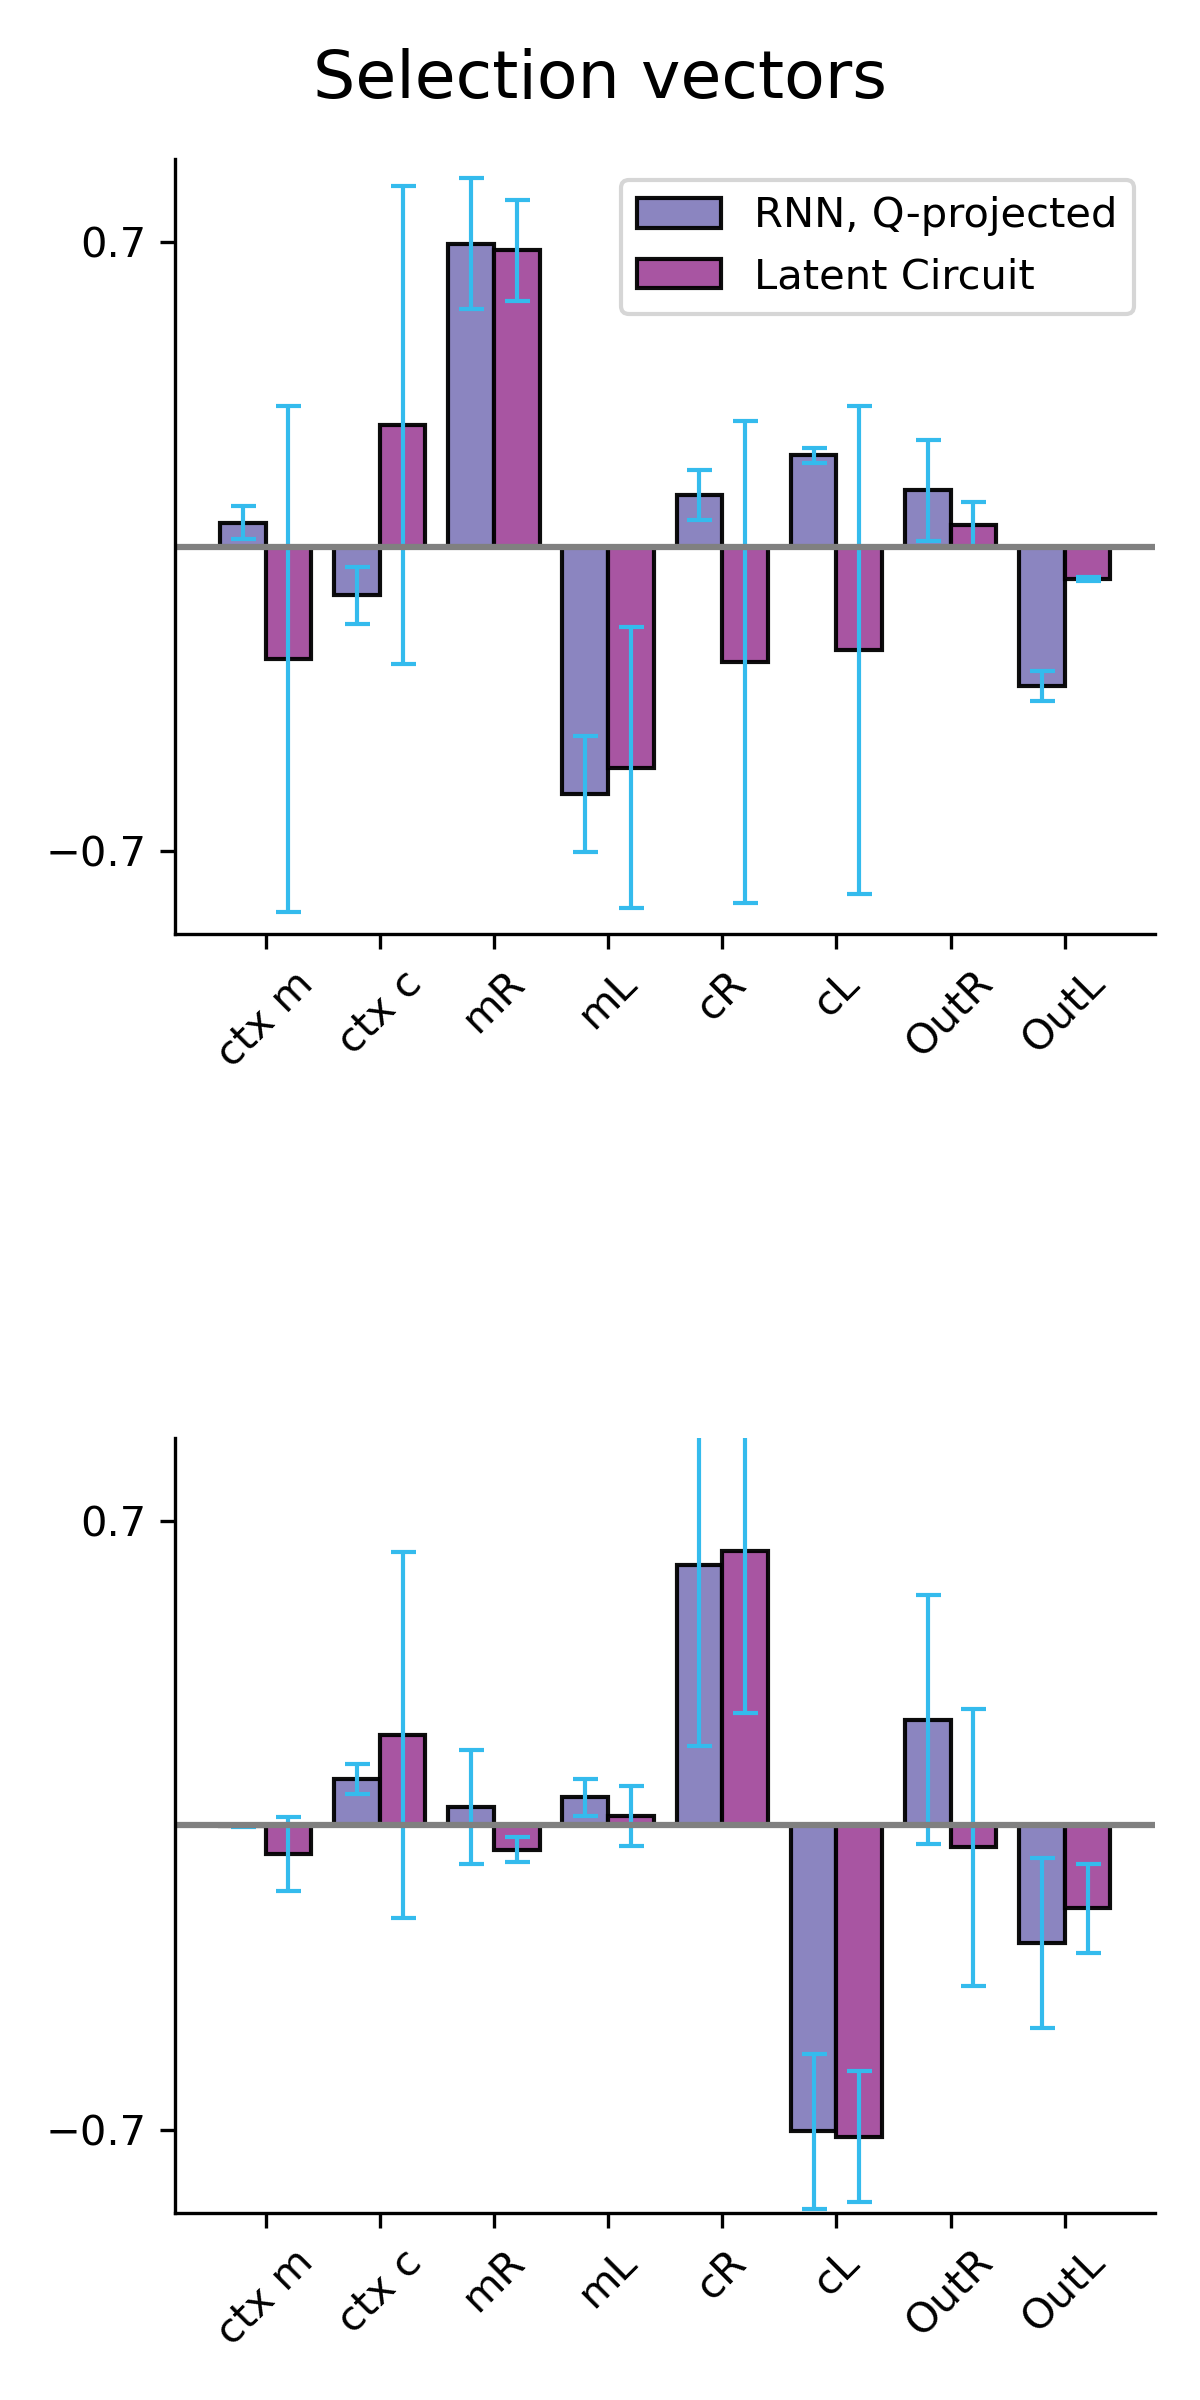 Selection vectors
0.7
RNN, Q-projected
Latent Circuit
−0.7
ctx m
ctx c
mR
mL
cR
cL
OutR
OutL
0.7
−0.7
ctx m
ctx c
mR
mL
cR
cL
OutR
OutL